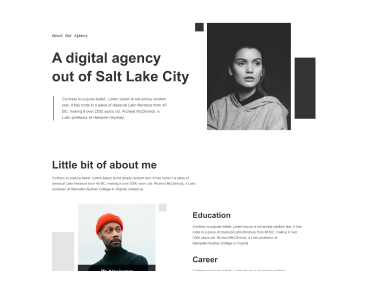 About Our Agency
A digital agency
out of Salt Lake City
Contrary to popular belief, Lorem Ipsum is not simply random
text. It has roots in a piece of classical Latin literature from 45
BC, making it over 2000 years old. Richard McClintock, a
Latin professor at Hampden-Sydney
Little bit of about me
Contrary to popular belief, Lorem Ipsum is not simply random text. It has roots in a piece of
classical Latin literature from 45 BC, making it over 2000 years old. Richard McClintock, a Latin
professor at Hampden-Sydney College in Virginia, looked up
Education
Contrary to popular belief, Lorem Ipsum is not simply random text.
It has roots in a piece of classical Latin literature from 45 BC, making it over
2000 years old. Richard McClintock, a Latin professor at
Hampden-Sydney College in Virginia
Career